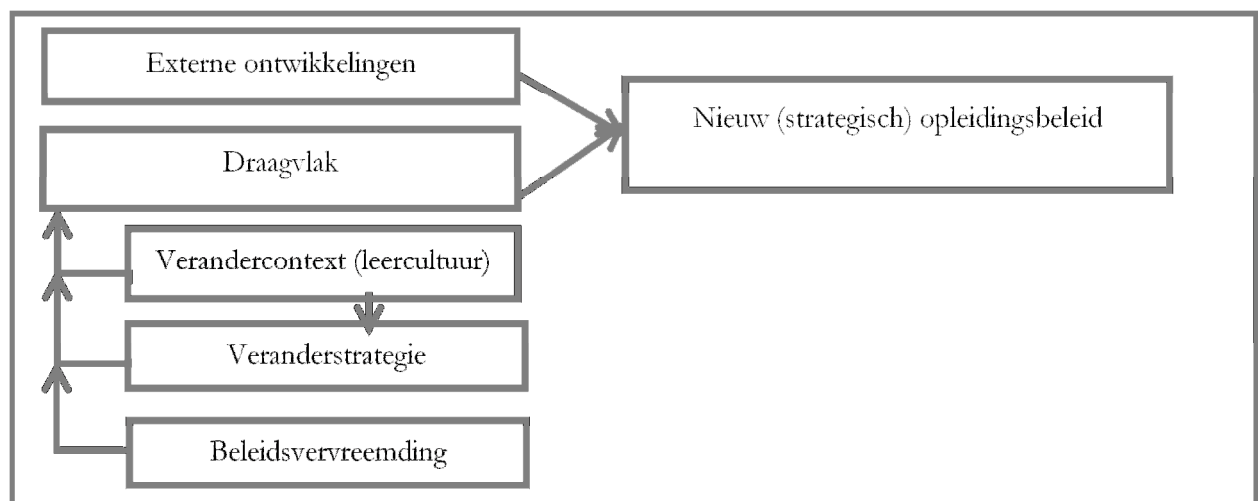 Externe ontwikkelingen
Nieuw (strategisch) opleidingsbeleid
Draagvlak
Verandercontext (leercultuur)
Veranderstrategie
Beleidsvervreemding